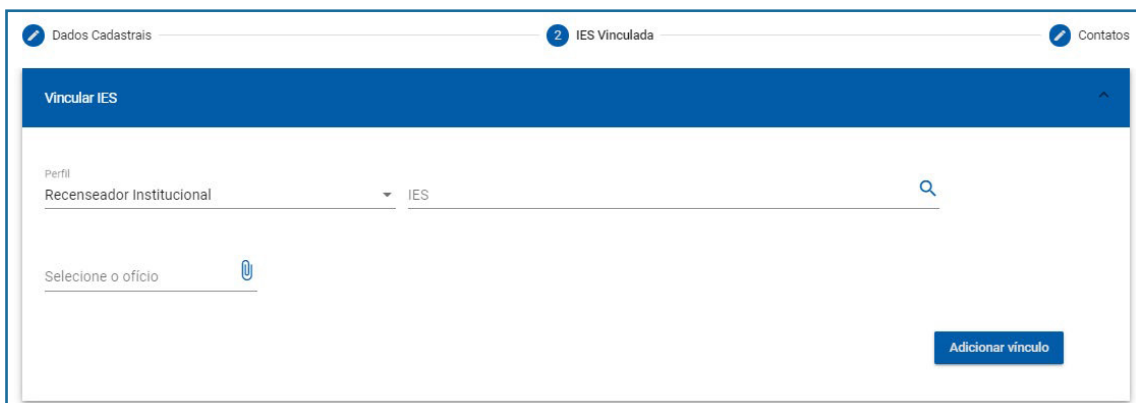 Dados Cadastrais 2 IES Vinculada Contatos
Vincular IES
Perfil
Recenseador Institucional IES
Selecione o ofício
Adicionar vínculo